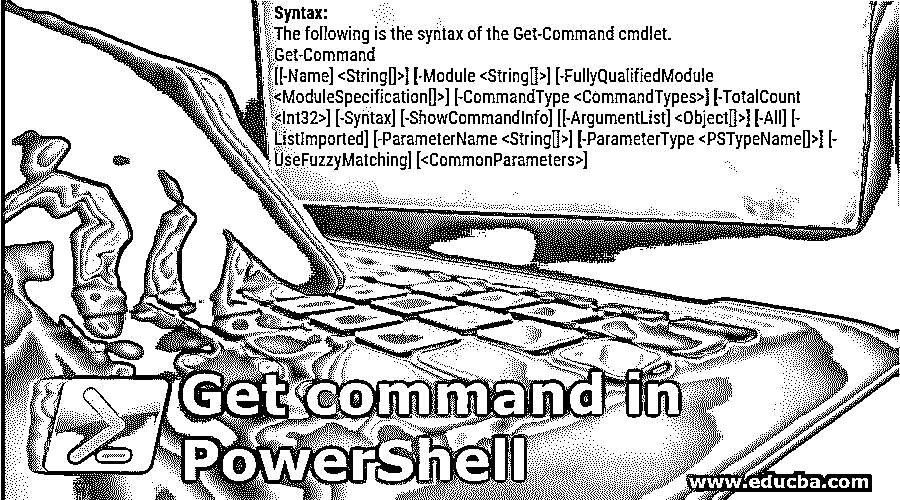 Syntax:
The following is the syntax of the Get-Command cmdlet.
Get-Command
[[-Name] <String[]>] [-Module <String[]>] [-FullyQualifiedModule
<ModuleSpecification[]>] [-CommandType <CommandTypes>] [-TotalCount
<Int32>] [-Syntax] [-ShowCommandInfo] [[-ArgumentList] <Object[]>] [-All] [-
ListImported] [-ParameterName <String[]>] [-ParameterType <PSTypeName[]>] [-
UseFuzzyMatching] [<CommonParameters>]
Get command in
PowerShell
www.educba.com